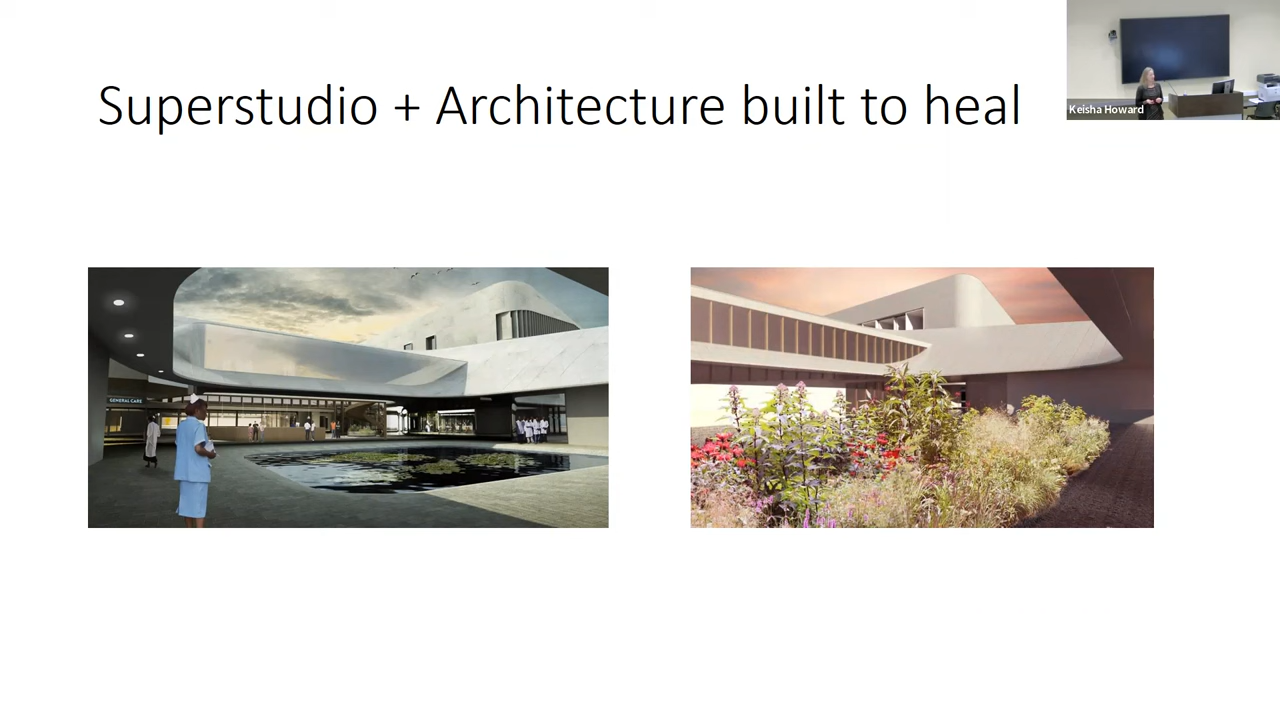 Superstudio + Architecture built to heal
Keisha Howard
GENERAL CARE